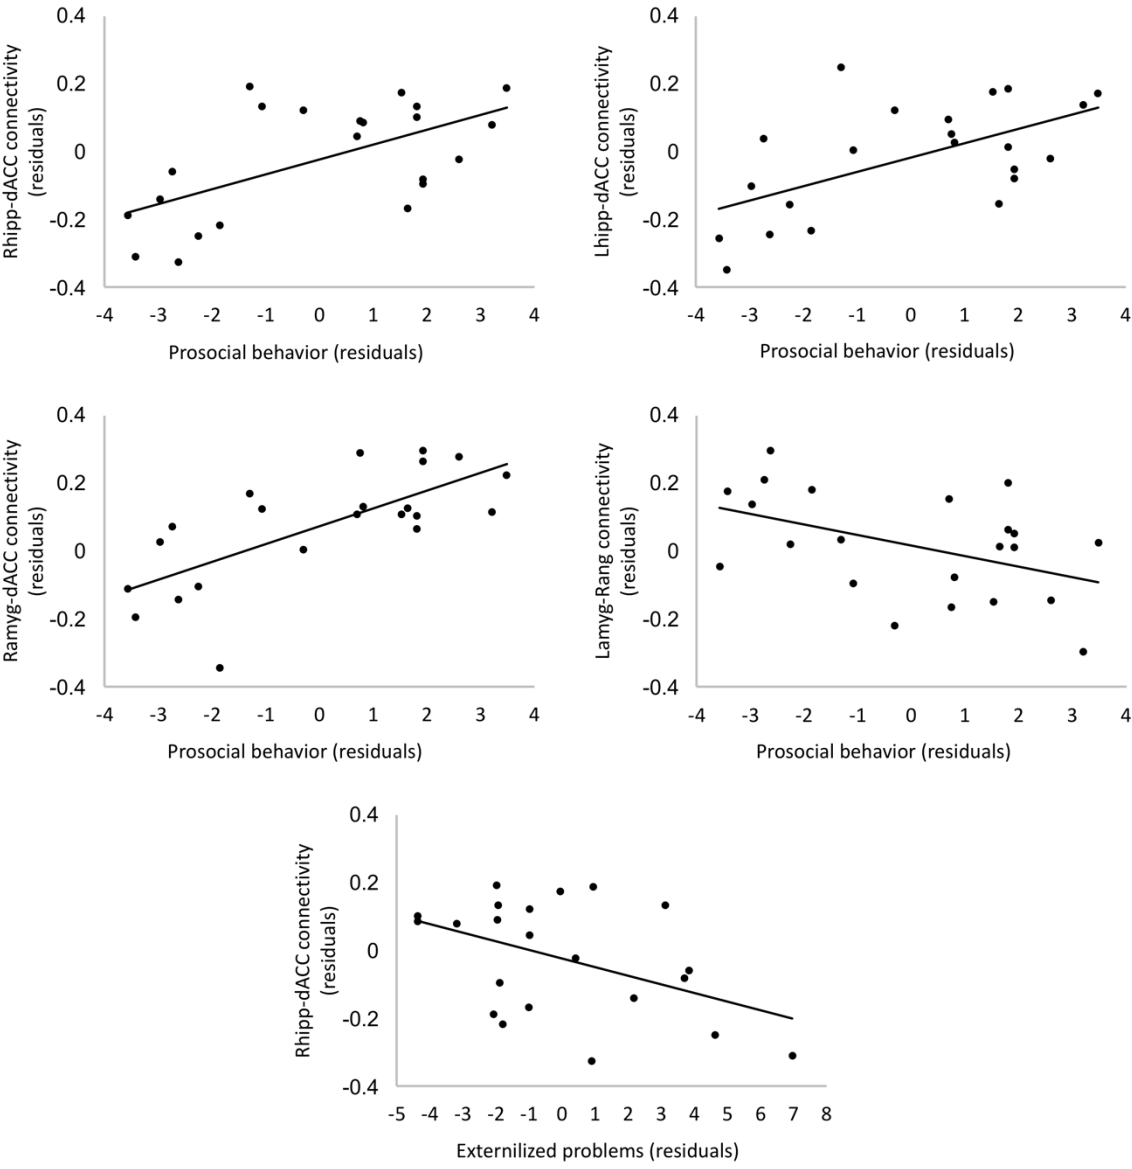 Rhipp-dACC connectivity
(residuals)
0.4
0.2
0
-0.2
-0.4
-4 -3 -2 -1 0 1 2 3 4
Prosocial behavior (residuals)
Lhipp-dACC connectivity
(residuals)
0.4
0.2
0
-0.2
-0.4
-4 -3 -2 -1 0 1 2 3 4
Prosocial behavior (residuals)
Ramyg-dACC connectivity
(residuals)
0.4
0.2
0
-0.2
-0.4
-4 -3 -2 -1 0 1 2 3 4
Prosocial behavior (residuals)
Lamyg-Rang connectivity
(residuals)
0.4
0.2
0
-0.2
-0.4
-4 -3 -2 -1 0 1 2 3 4
Prosocial behavior (residuals)
Rhipp-dACC connectivity
(residuals)
0.4
0.2
0
-0.2
-0.4
-5 -4 -3 -2 -1 0 1 2 3 4 5 6 7 8
Externilized problems (residuals)